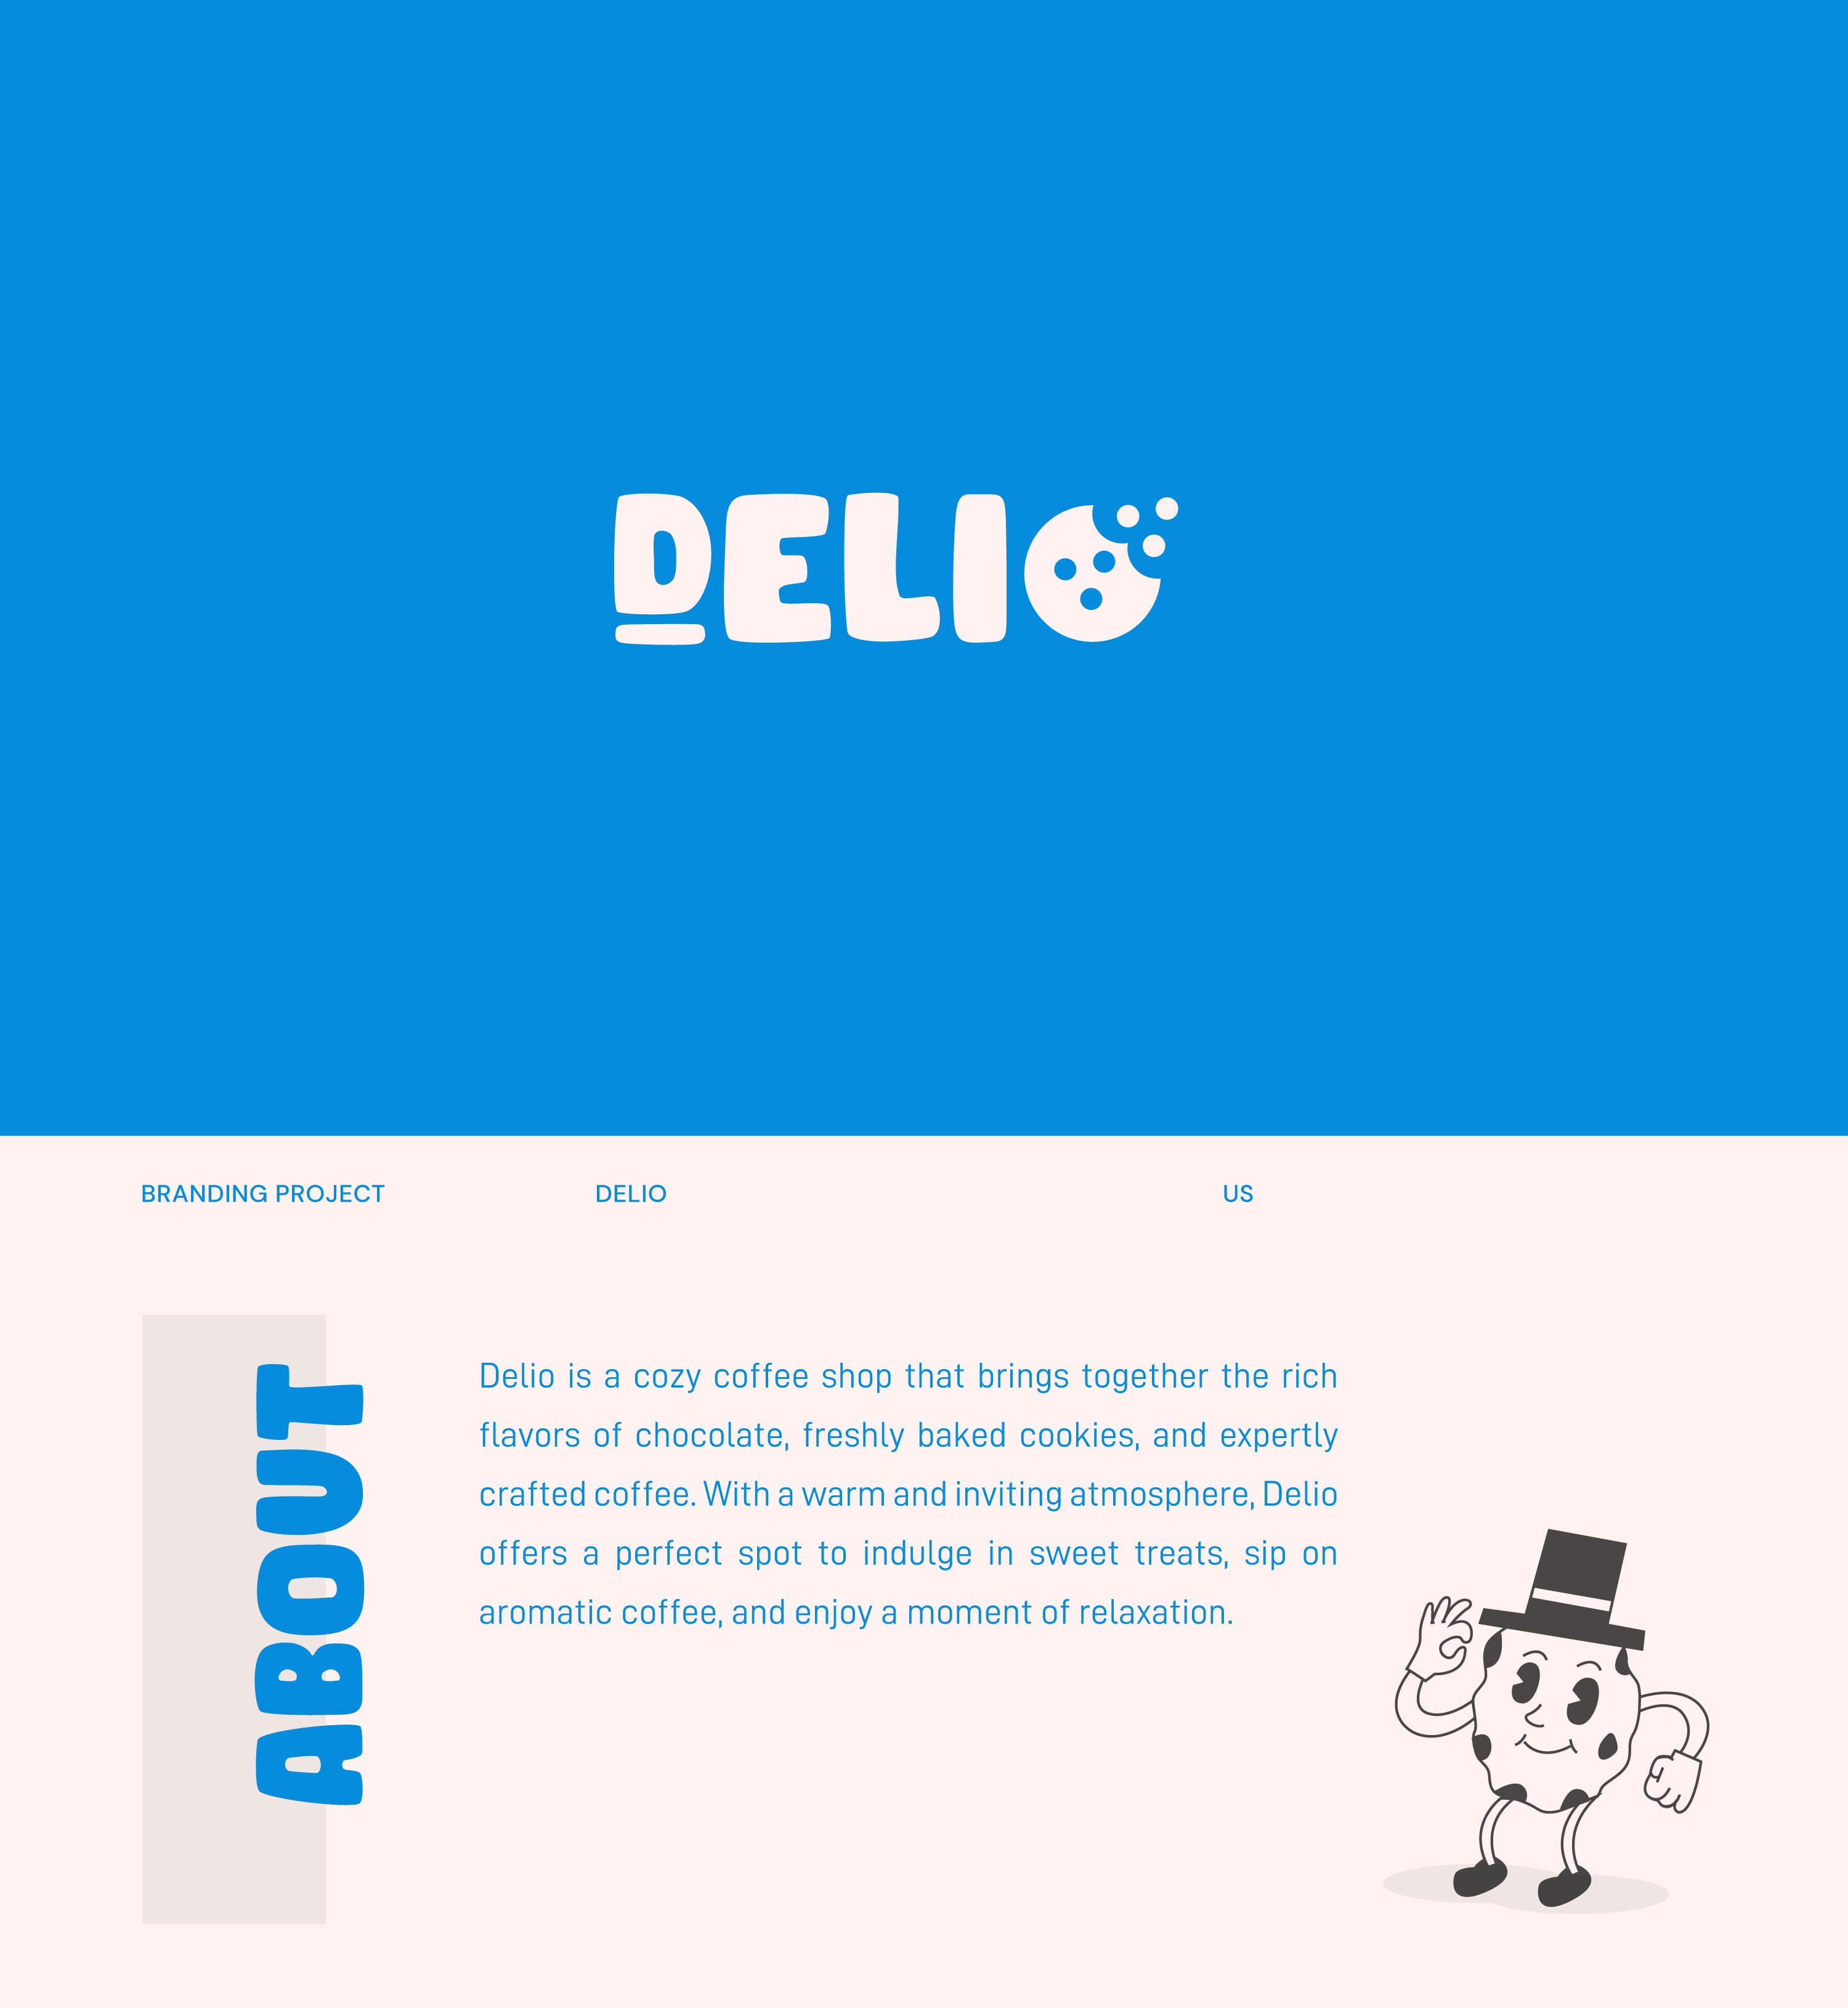 DELIO
BRANDING PROJECT
DELIO
US
ABOUT
Delio is a cozy coffee shop that brings together the rich
flavors of chocolate, freshly baked cookies, and expertly
crafted coffee. With a warm and inviting atmosphere, Delio
offers a perfect spot to indulge in sweet treats, sip on
aromatic coffee, and enjoy a moment of relaxation.